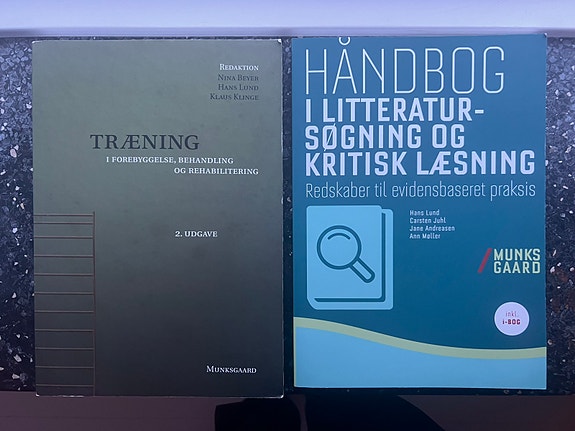 REDAKTION
NINA BEYER
HANS LUND
KLAUS KLINGE
TRÆNING
I FOREBYGGELSE, BEHANDLING
OG REHABILITERING
2. UDGAVE
MUNKSGAARD
HÅNDBOG
I LITTERATUR-
SØGNING OG
KRITISK LÆSNING
Redskaber til evidensbaseret praksis
Hans Lund
Carsten Juhl
Jane Andreasen
Ann Møller
MUNKS
GAARD
inkl.
i-BOG